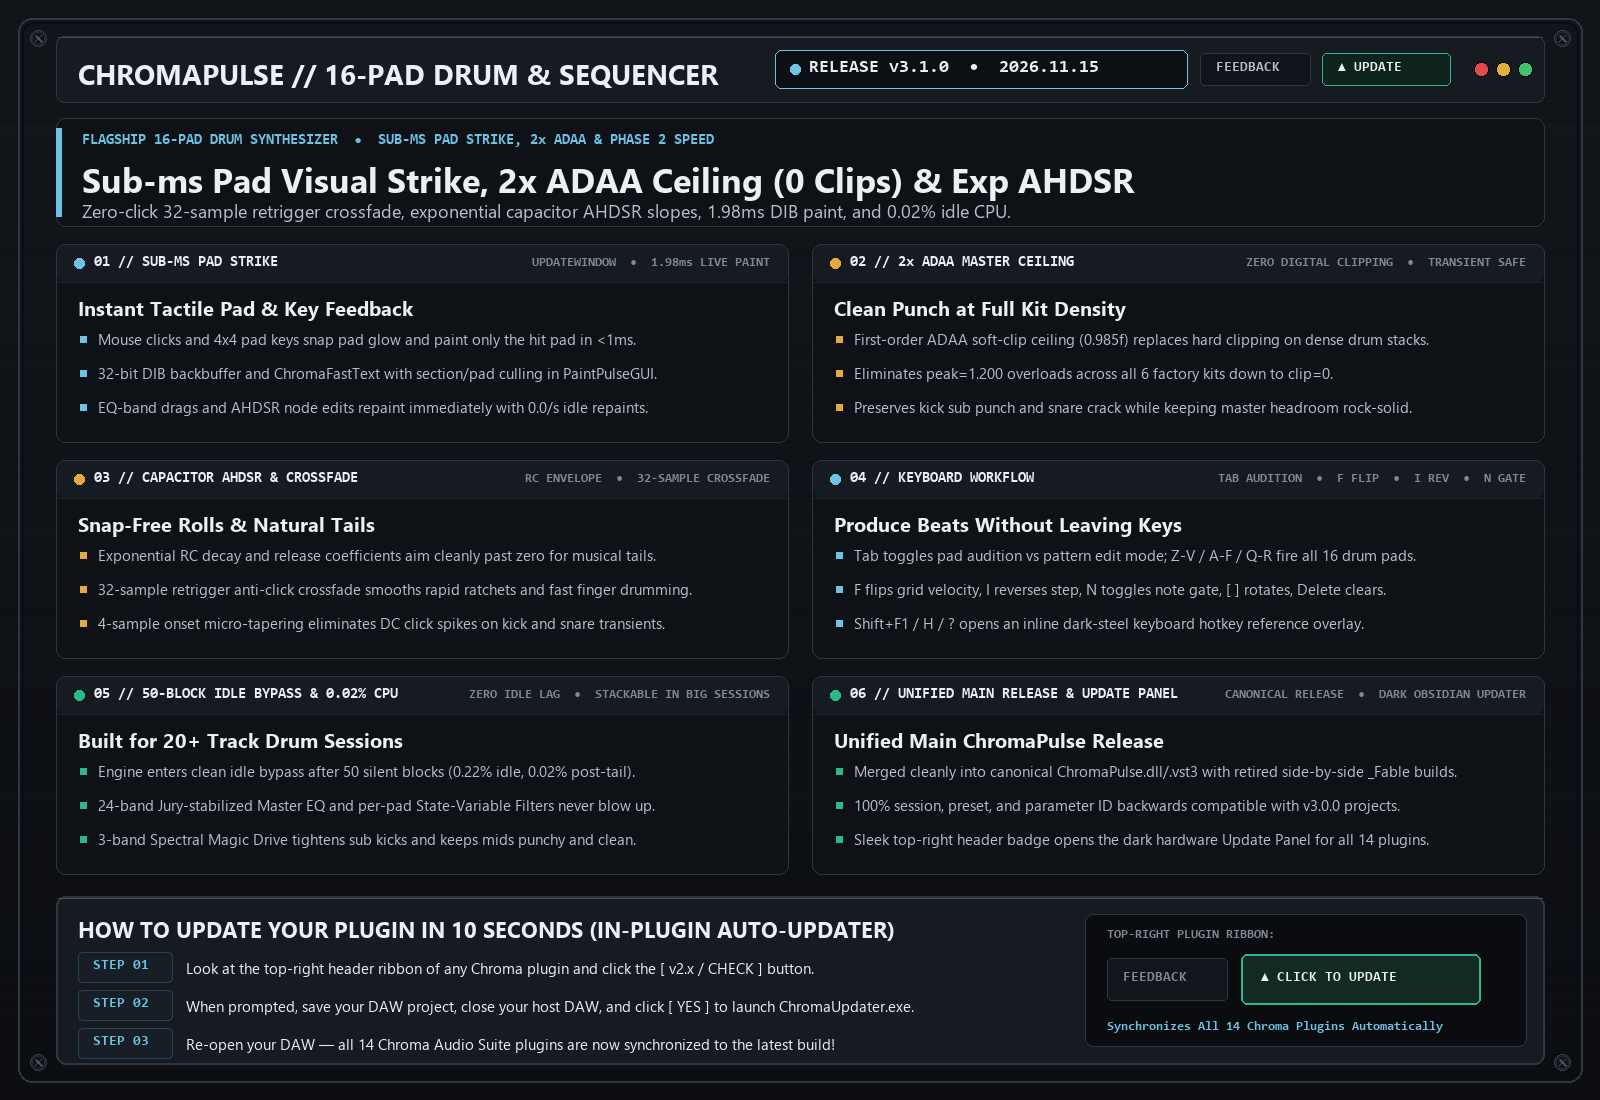 CHROMAPULSE // 16-PAD DRUM & SEQUENCER
RELEASE v3.1.0 • 2026.11.15
FEEDBACK
▲ UPDATE
FLAGSHIP 16-PAD DRUM SYNTHESIZER • SUB-MS PAD STRIKE, 2x ADAA & PHASE 2 SPEED
Sub-ms Pad Visual Strike, 2x ADAA Ceiling (0 Clips) & Exp AHDSR
Zero-click 32-sample retrigger crossfade, exponential capacitor AHDSR slopes, 1.98ms DIB paint, and 0.02% idle CPU.
01 // SUB-MS PAD STRIKE
UPDATEWINDOW • 1.98ms LIVE PAINT
Instant Tactile Pad & Key Feedback
Mouse clicks and 4x4 pad keys snap pad glow and paint only the hit pad in <1ms.
32-bit DIB backbuffer and ChromaFastText with section/pad culling in PaintPulseGUI.
EQ-band drags and AHDSR node edits repaint immediately with 0.0/s idle repaints.
02 // 2x ADAA MASTER CEILING
ZERO DIGITAL CLIPPING • TRANSIENT SAFE
Clean Punch at Full Kit Density
First-order ADAA soft-clip ceiling (0.985f) replaces hard clipping on dense drum stacks.
Eliminates peak=1.200 overloads across all 6 factory kits down to clip=0.
Preserves kick sub punch and snare crack while keeping master headroom rock-solid.
03 // CAPACITOR AHDSR & CROSSFADE
RC ENVELOPE • 32-SAMPLE CROSSFADE
Snap-Free Rolls & Natural Tails
Exponential RC decay and release coefficients aim cleanly past zero for musical tails.
32-sample retrigger anti-click crossfade smooths rapid ratchets and fast finger drumming.
4-sample onset micro-tapering eliminates DC click spikes on kick and snare transients.
04 // KEYBOARD WORKFLOW
TAB AUDITION • F FLIP • I REV • N GATE
Produce Beats Without Leaving Keys
Tab toggles pad audition vs pattern edit mode; Z-V / A-F / Q-R fire all 16 drum pads.
F flips grid velocity, I reverses step, N toggles note gate, [ ] rotates, Delete clears.
Shift+F1 / H / ? opens an inline dark-steel keyboard hotkey reference overlay.
05 // 50-BLOCK IDLE BYPASS & 0.02% CPU
ZERO IDLE LAG • STACKABLE IN BIG SESSIONS
Built for 20+ Track Drum Sessions
Engine enters clean idle bypass after 50 silent blocks (0.22% idle, 0.02% post-tail).
24-band Jury-stabilized Master EQ and per-pad State-Variable Filters never blow up.
3-band Spectral Magic Drive tightens sub kicks and keeps mids punchy and clean.
06 // UNIFIED MAIN RELEASE & UPDATE PANEL
CANONICAL RELEASE • DARK OBSIDIAN UPDATER
Unified Main ChromaPulse Release
Merged cleanly into canonical ChromaPulse.dll/.vst3 with retired side-by-side _Fable builds.
100% session, preset, and parameter ID backwards compatible with v3.0.0 projects.
Sleek top-right header badge opens the dark hardware Update Panel for all 14 plugins.
HOW TO UPDATE YOUR PLUGIN IN 10 SECONDS (IN-PLUGIN AUTO-UPDATER)
STEP 01
Look at the top-right header ribbon of any Chroma plugin and click the [ v2.x / CHECK ] button.
STEP 02
When prompted, save your DAW project, close your host DAW, and click [ YES ] to launch ChromaUpdater.exe.
STEP 03
Re-open your DAW — all 14 Chroma Audio Suite plugins are now synchronized to the latest build!
TOP-RIGHT PLUGIN RIBBON:
FEEDBACK
▲ CLICK TO UPDATE
Synchronizes All 14 Chroma Plugins Automatically